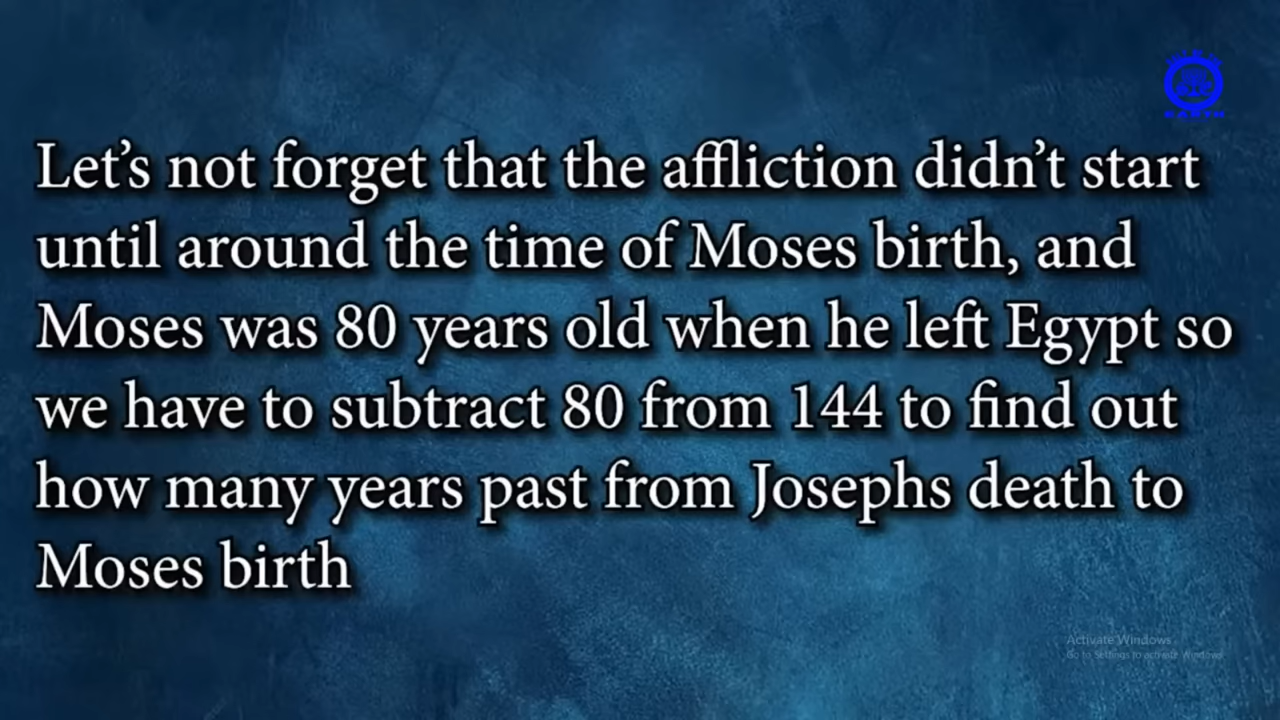 Let's not forget that the affliction didn't start
until around the time of Moses birth, and
Moses was 80 years old when he left Egypt so
we have to subtract 80 from 144 to find out
how many years past from Josephs death to
Moses birth
EARTH
Activate Windows
Go to Settings to activate Windows.